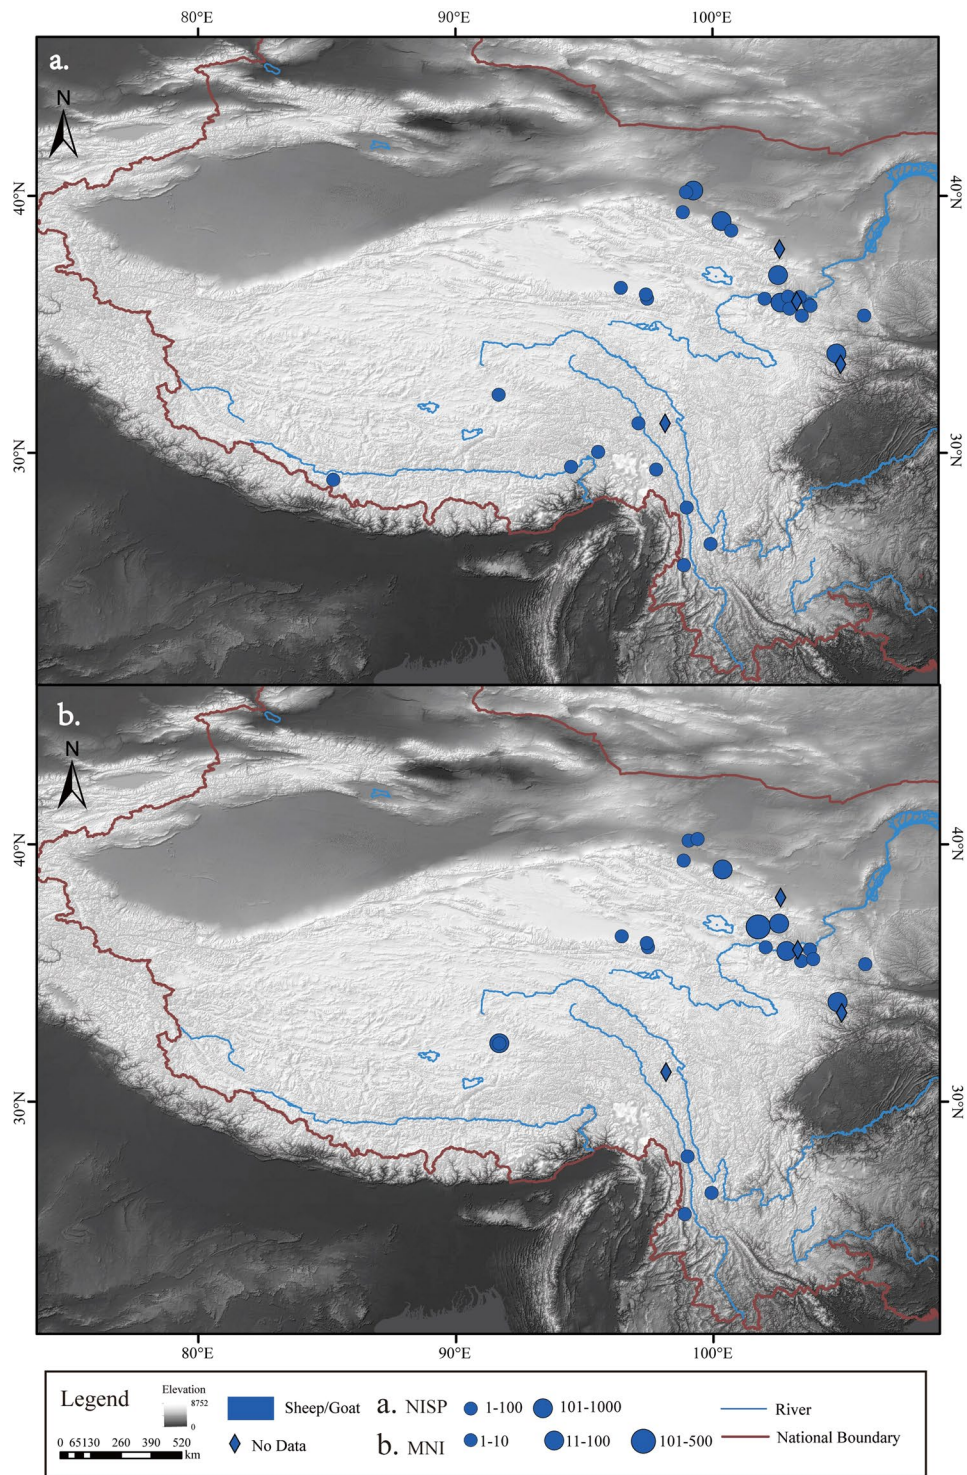 80°E 90°E 100°E
a.
N
40°N 40°N
30°N 30°N
b.
N
40°N 40°N
30°N 30°N
80°E 90°E 100°E
Legend
Elevation
8752
0
0 65130 260 390 520
km
Sheep/Goat
No Data
a. NISP 1-100 101-1000
b. MNI 1-10 11-100 101-500
River
National Boundary